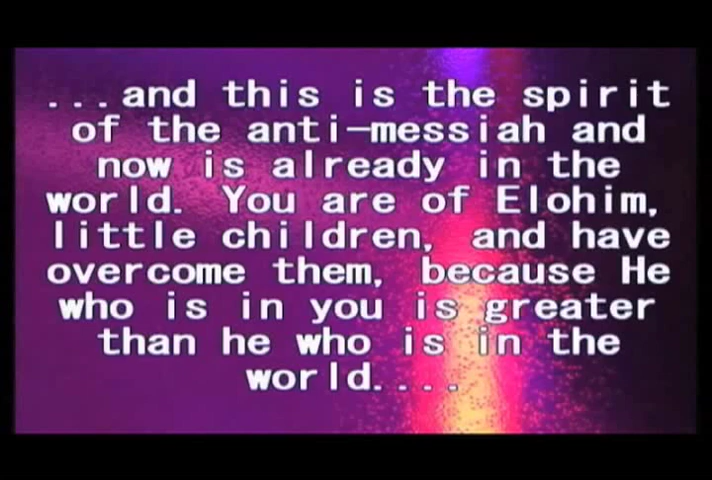 ...and this is the spirit
of the anti-messiah and
now is already in the
world. You are of Elohim,
little children, and have
overcome them, because He
who is in you is greater
than he who is in the
world....